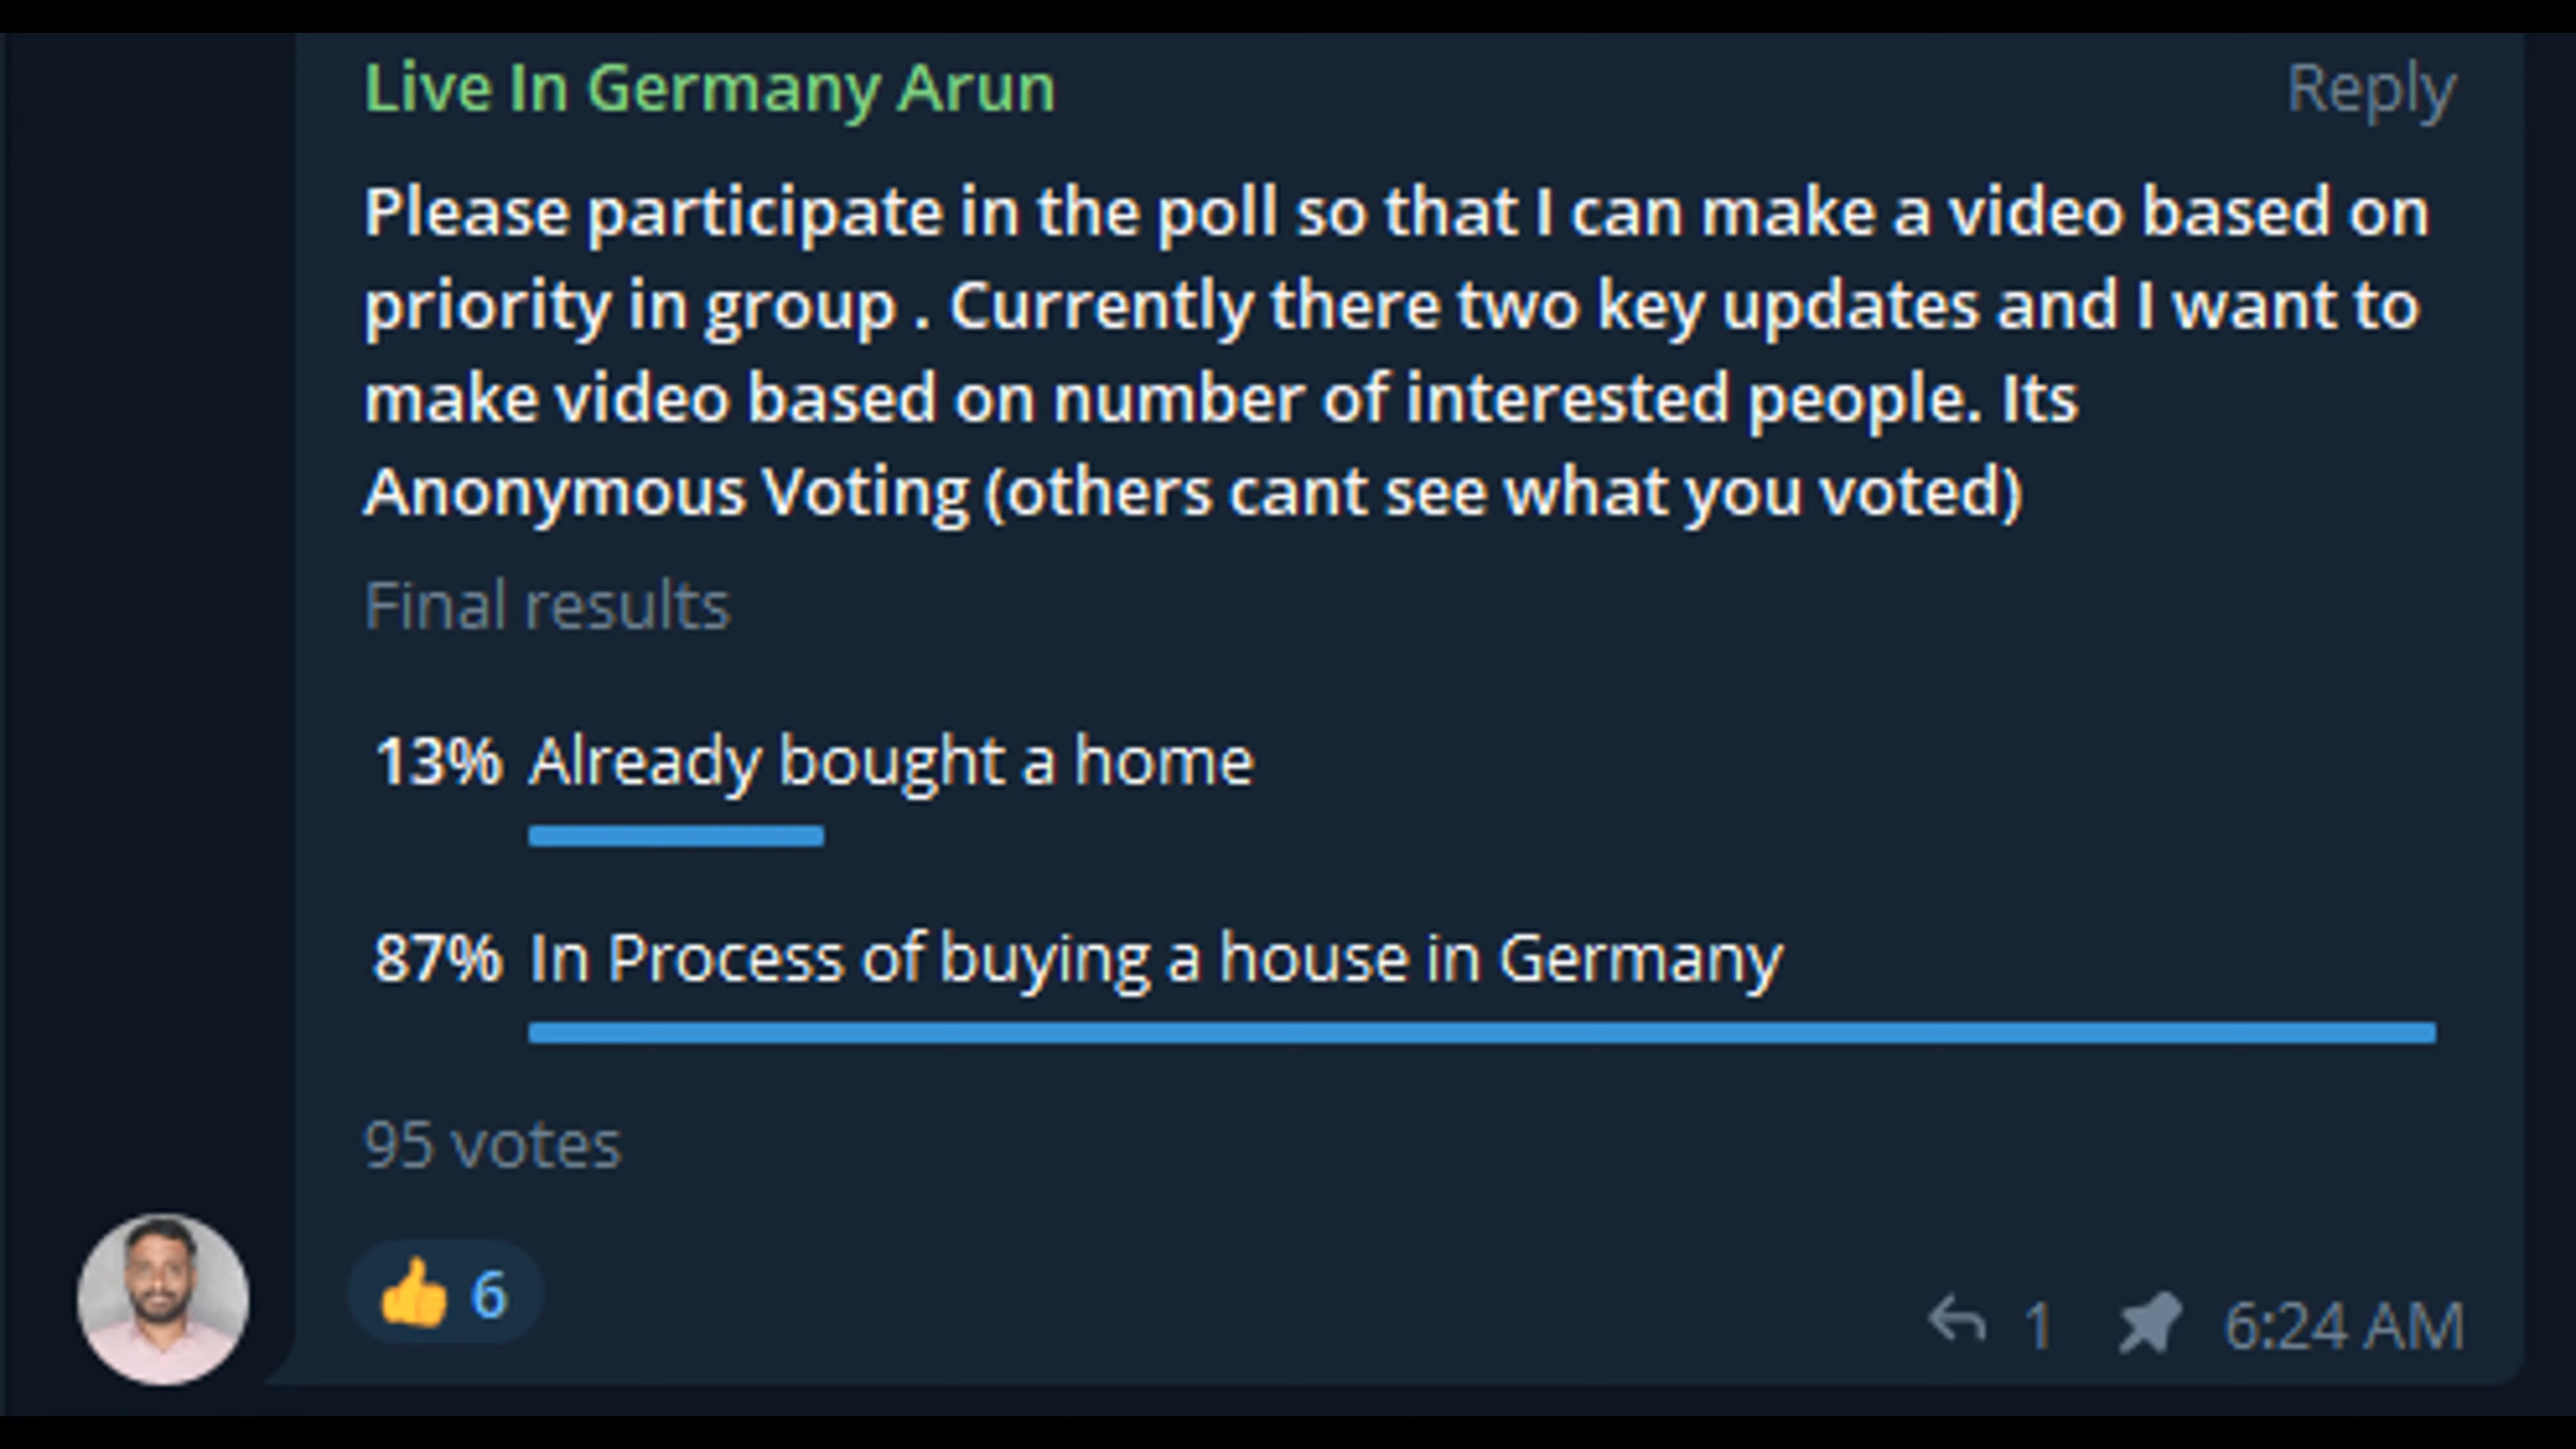 Live In Germany Arun
Reply
Please participate in the poll so that I can make a video based on
priority in group . Currently there two key updates and I want to
make video based on number of interested people. Its
Anonymous Voting (others cant see what you voted)
Final results
13% Already bought a home
87% In Process of buying a house in Germany
95 votes
👍 6
1
6:24 AM